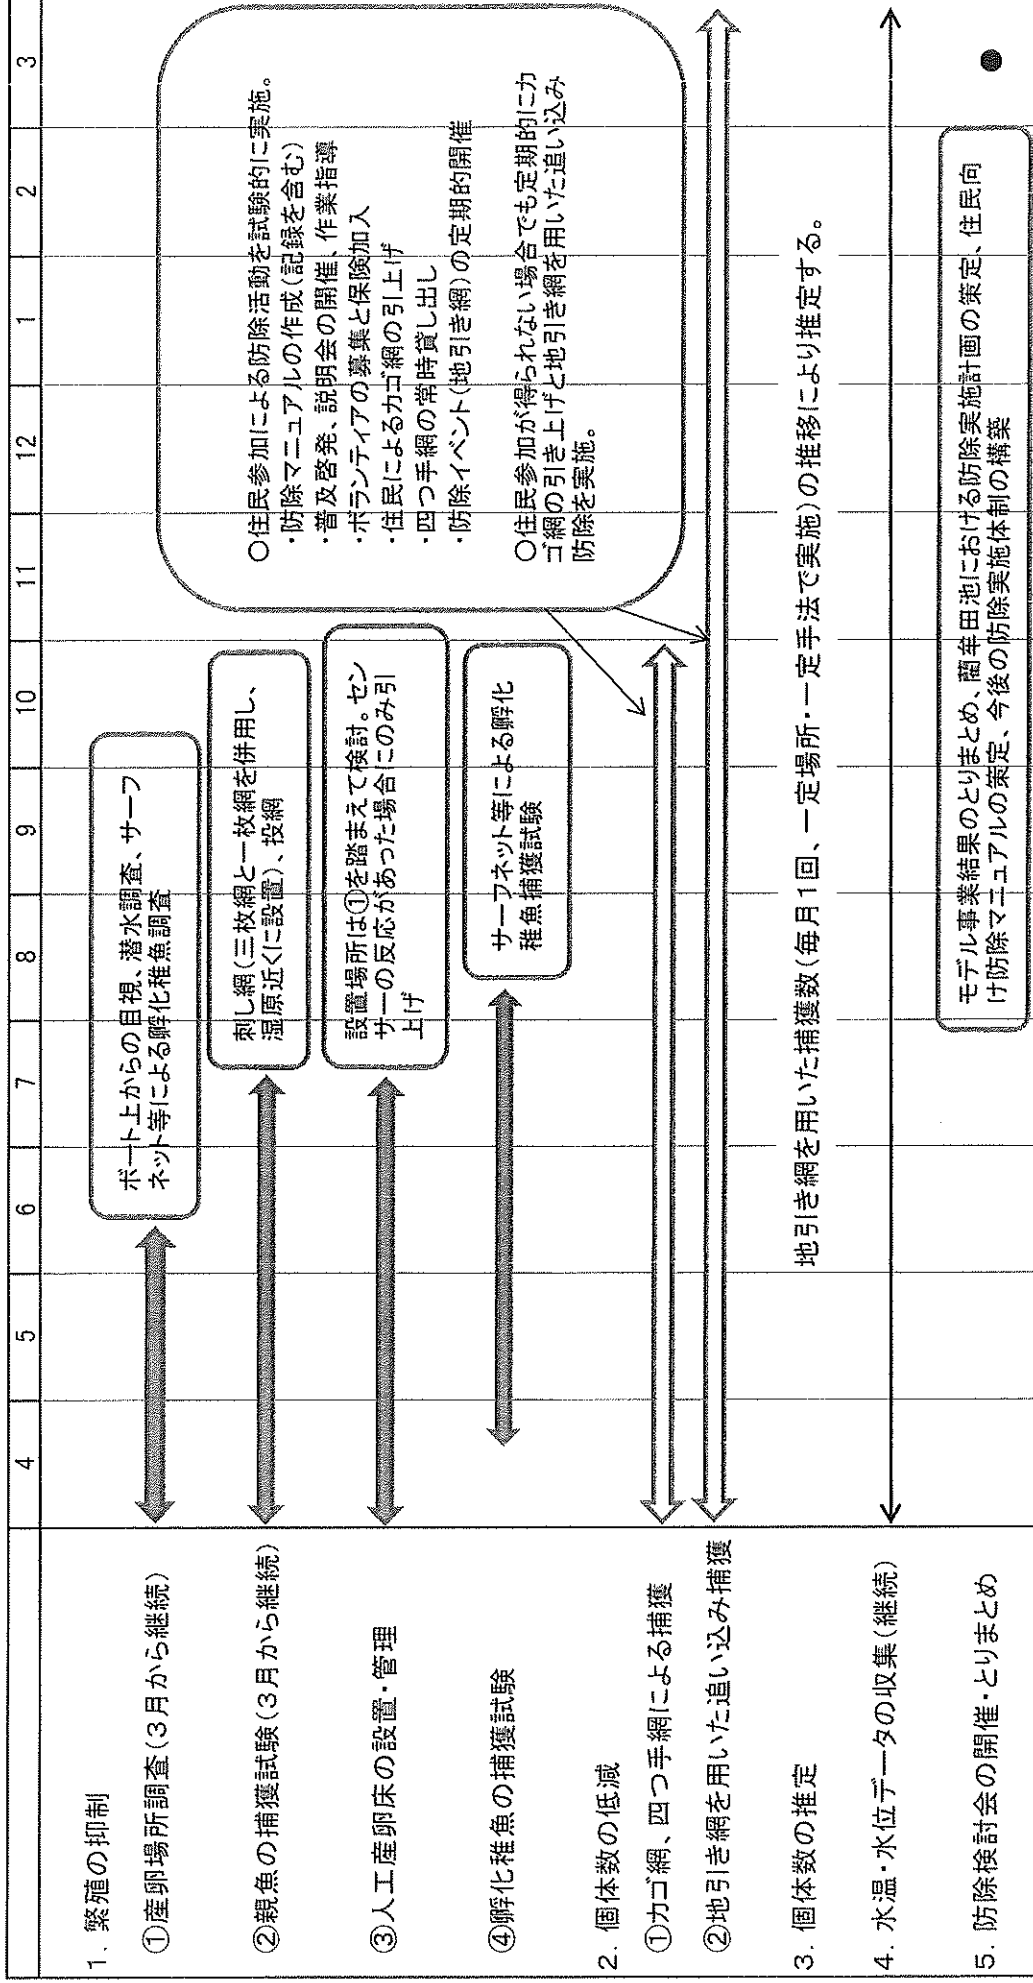 4 5 6 7 8 9 10 11 12 1 2 3
1. 繁殖の抑制
①産卵場所調査(3月から継続)
ボート上からの目視、潜水調査、サーフ
ネット等による孵化稚魚調査
②親魚の捕獲試験(3月から継続)
刺し網(三枚網と一枚網を併用し、
湿原近くに設置)、投網
③人工産卵床の設置・管理
設置場所は①を踏まえて検討。セン
サーの反応があった場合にのみ引
上げ
④孵化稚魚の捕獲試験
サーフネット等による孵化
稚魚捕獲試験
○住民参加による防除活動を試験的に実施。
・防除マニュアルの作成(記録を含む)
・普及啓発、説明会の開催、作業指導
・ボランティアの募集と保険加入
・住民によるカゴ網の引上げ
・四つ手網の常時貸し出し
・防除イベント(地引き網)の定期的開催
○住民参加が得られない場合でも定期的にカ
ゴ網の引き上げと地引き網を用いた追い込み
防除を実施。
2. 個体数の低減
①カゴ網、四つ手網による捕獲
②地引き網を用いた追い込み捕獲
3. 個体数の推定
地引き網を用いた捕獲数(毎月1回、一定場所・一定手法で実施)の推移により推定する。
4. 水温・水位データの収集(継続)
5. 防除検討会の開催・とりまとめ
モデル事業結果のとりまとめ、藺牟田池における防除実施計画の策定、住民向
け防除マニュアルの策定、今後の防除実施体制の構築
●